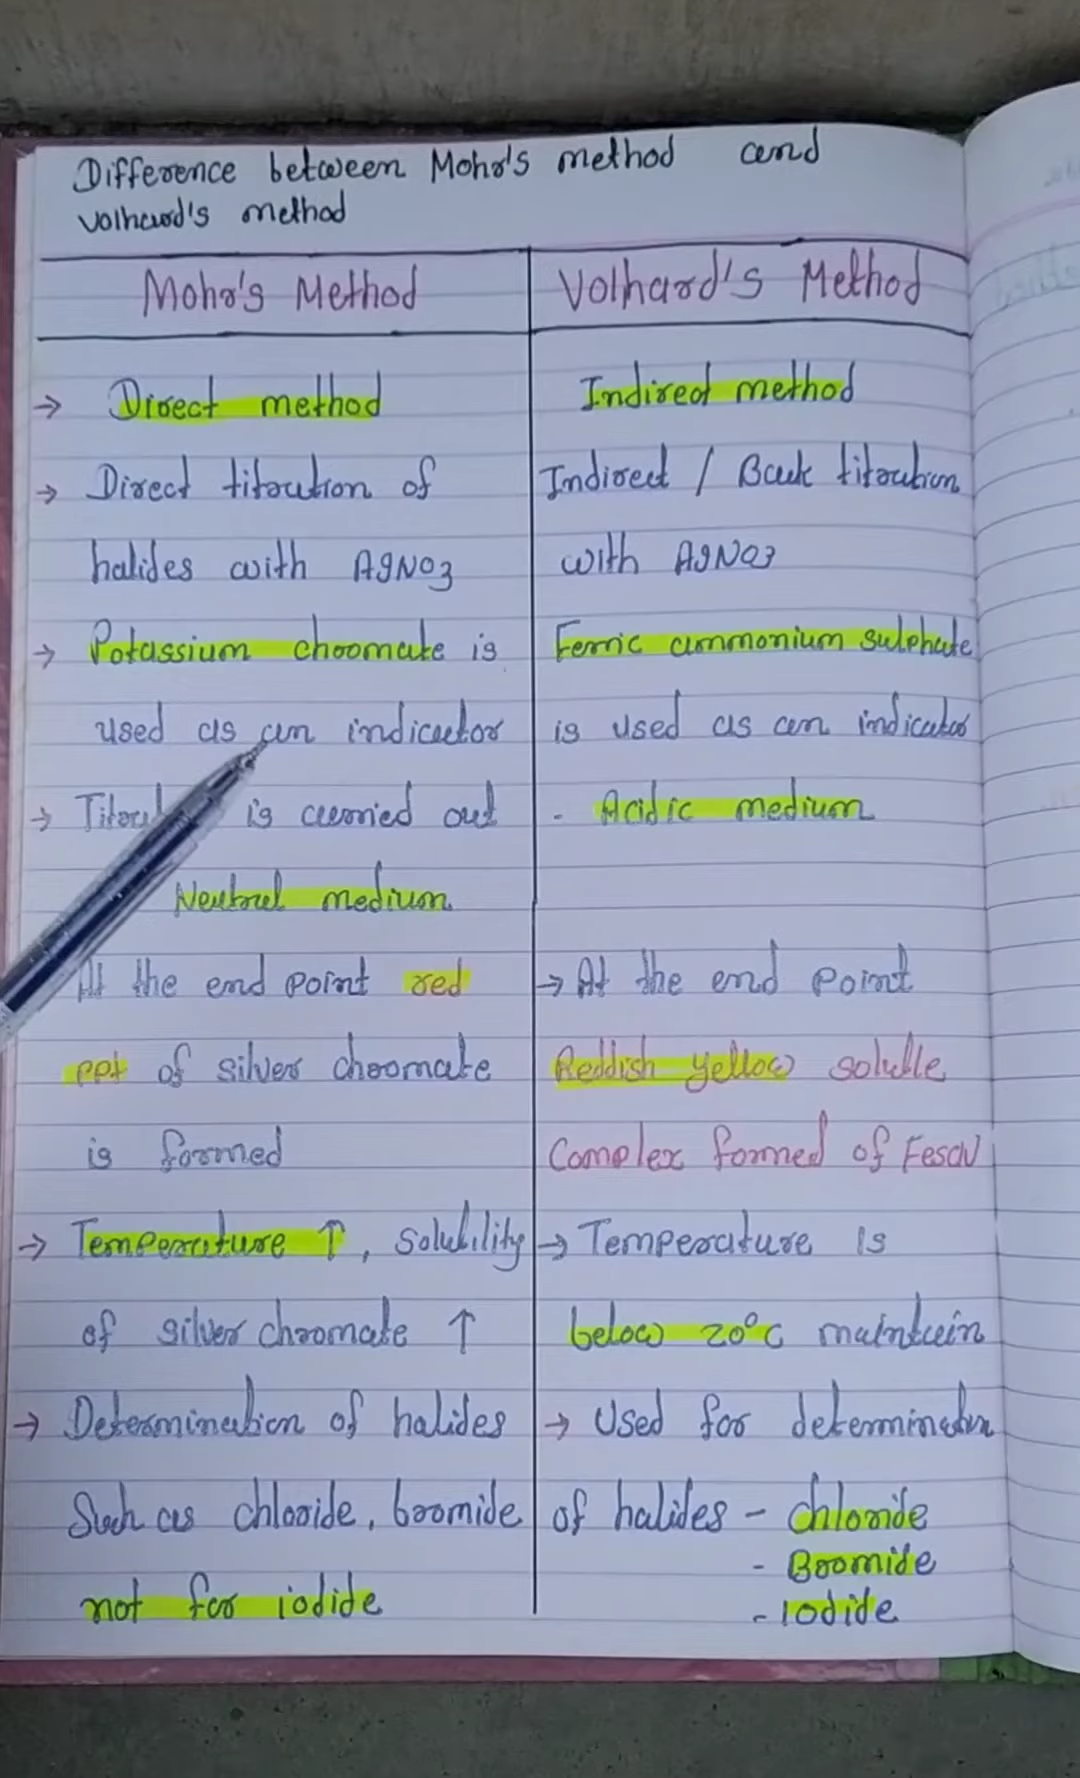 Difference between Mohr's method and
Volhard's method
Mohr's Method
Volhard's Method
→ Direct method
Indirect method
→ Direct titration of
Indirect / Back titration
halides with AgNO3
with AgNO3
→ Potassium chromate is
Ferric ammonium sulphate
used as an indicator
is used as an indicator
→ is carried out
- Acidic medium
Neutral medium
At the end point red
→ At the end point
ppt of silver chromate
Reddish yellow soluble
is formed
Complex formed of FeSCN
→ Temperature ↑, solubility
→ Temperature is
of silver chromate ↑
below 20°C maintain
→ Determination of halides
→ Used for determination
Such as chloride, bromide
of halides - chloride
- Bromide
not for iodide
- Iodide